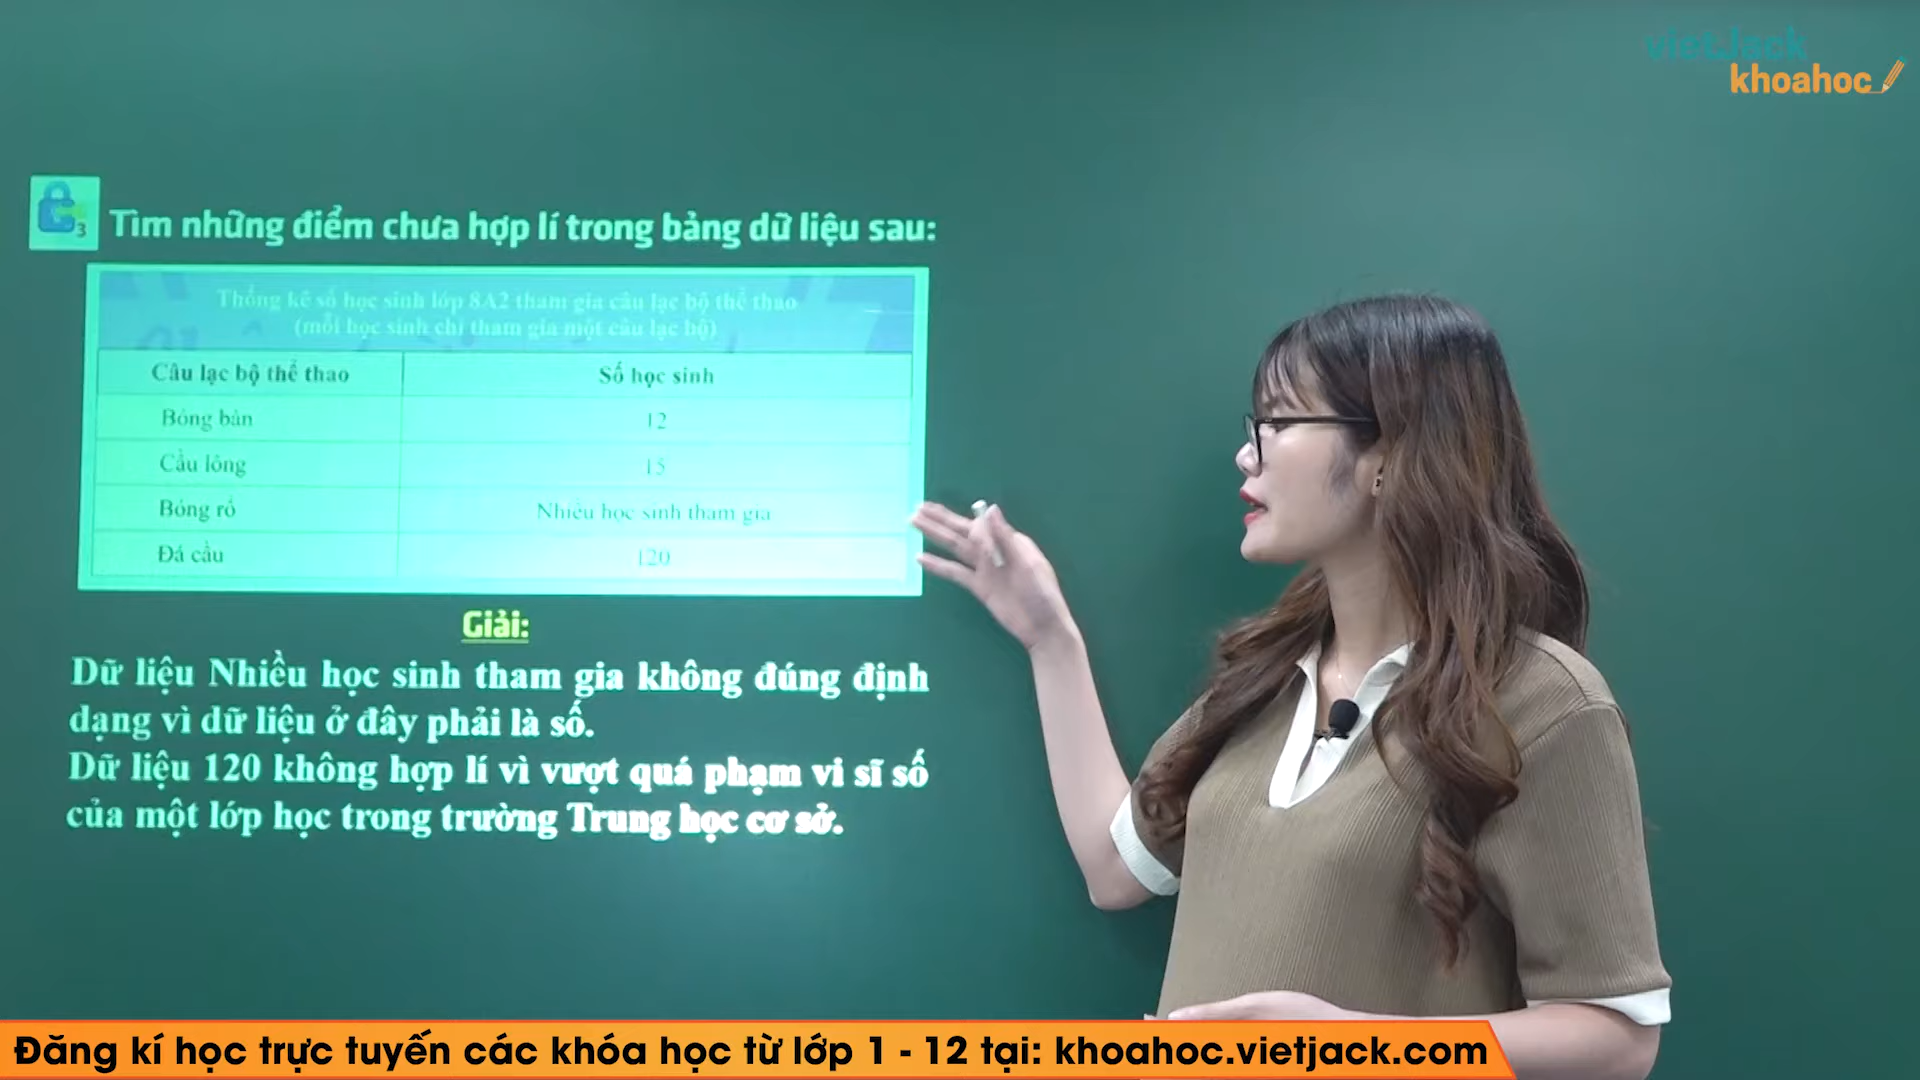 vietJack
khoahoc
3
Tìm những điểm chưa hợp lí trong bảng dữ liệu sau:
Thống kê số học sinh lớp 8A2 tham gia câu lạc bộ thể thao
(mỗi học sinh chỉ tham gia một câu lạc bộ)
Câu lạc bộ thể thao Số học sinh
Bóng bàn 12
Cầu lông 15
Bóng rổ Nhiều học sinh tham gia
Đá cầu 120
Giải:
Dữ liệu Nhiều học sinh tham gia không đúng định
dạng vì dữ liệu ở đây phải là số.
Dữ liệu 120 không hợp lí vì vượt quá phạm vi sĩ số
của một lớp học trong trường Trung học cơ sở.
Đăng kí học trực tuyến các khóa học từ lớp 1 - 12 tại: khoahoc.vietjack.com